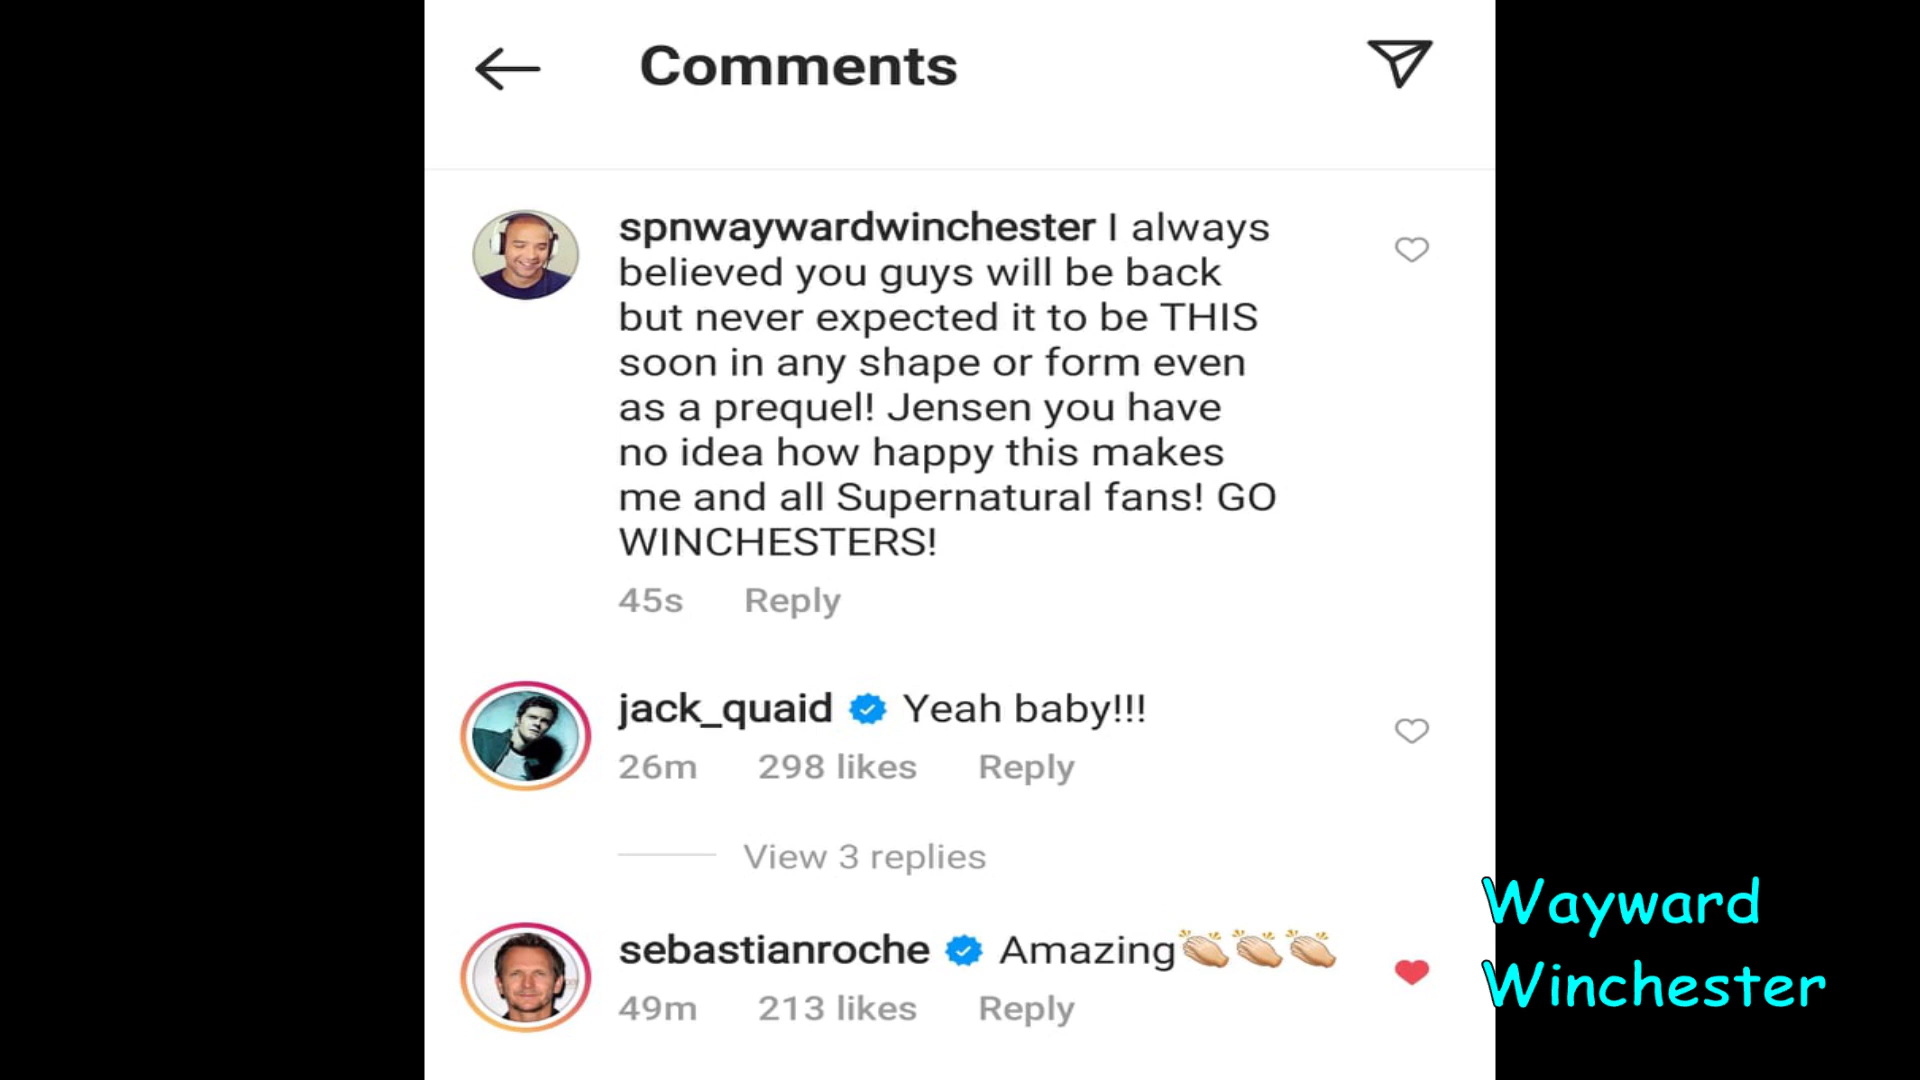 Comments
spnwaywardwinchester I always
believed you guys will be back
but never expected it to be THIS
soon in any shape or form even
as a prequel! Jensen you have
no idea how happy this makes
me and all Supernatural fans! GO
WINCHESTERS!
45s Reply
jack_quaid Yeah baby!!!
26m 298 likes Reply
View 3 replies
sebastianroche Amazing👏🏻👏🏻👏🏻
49m 213 likes Reply
Wayward
Winchester